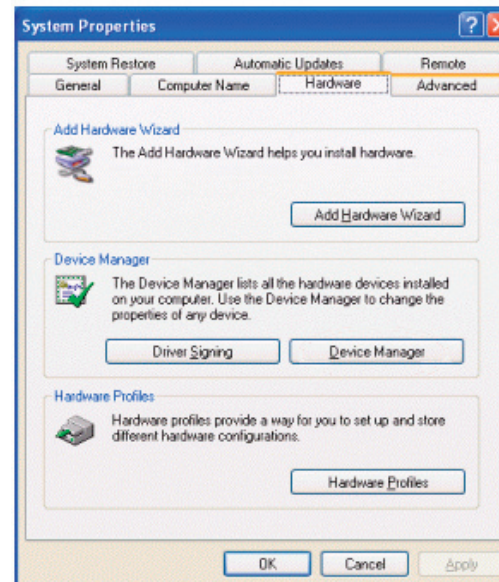 System Properties
System Restore Automatic Updates Remote
General Computer Name Hardware Advanced
Add Hardware Wizard
The Add Hardware Wizard helps you install hardware.
Add Hardware Wizard
Device Manager
The Device Manager lists all the hardware devices installed
on your computer. Use the Device Manager to change the
properties of any device.
Driver Signing Device Manager
Hardware Profiles
Hardware profiles provide a way for you to set up and store
different hardware configurations.
Hardware Profiles
OK Cancel Apply